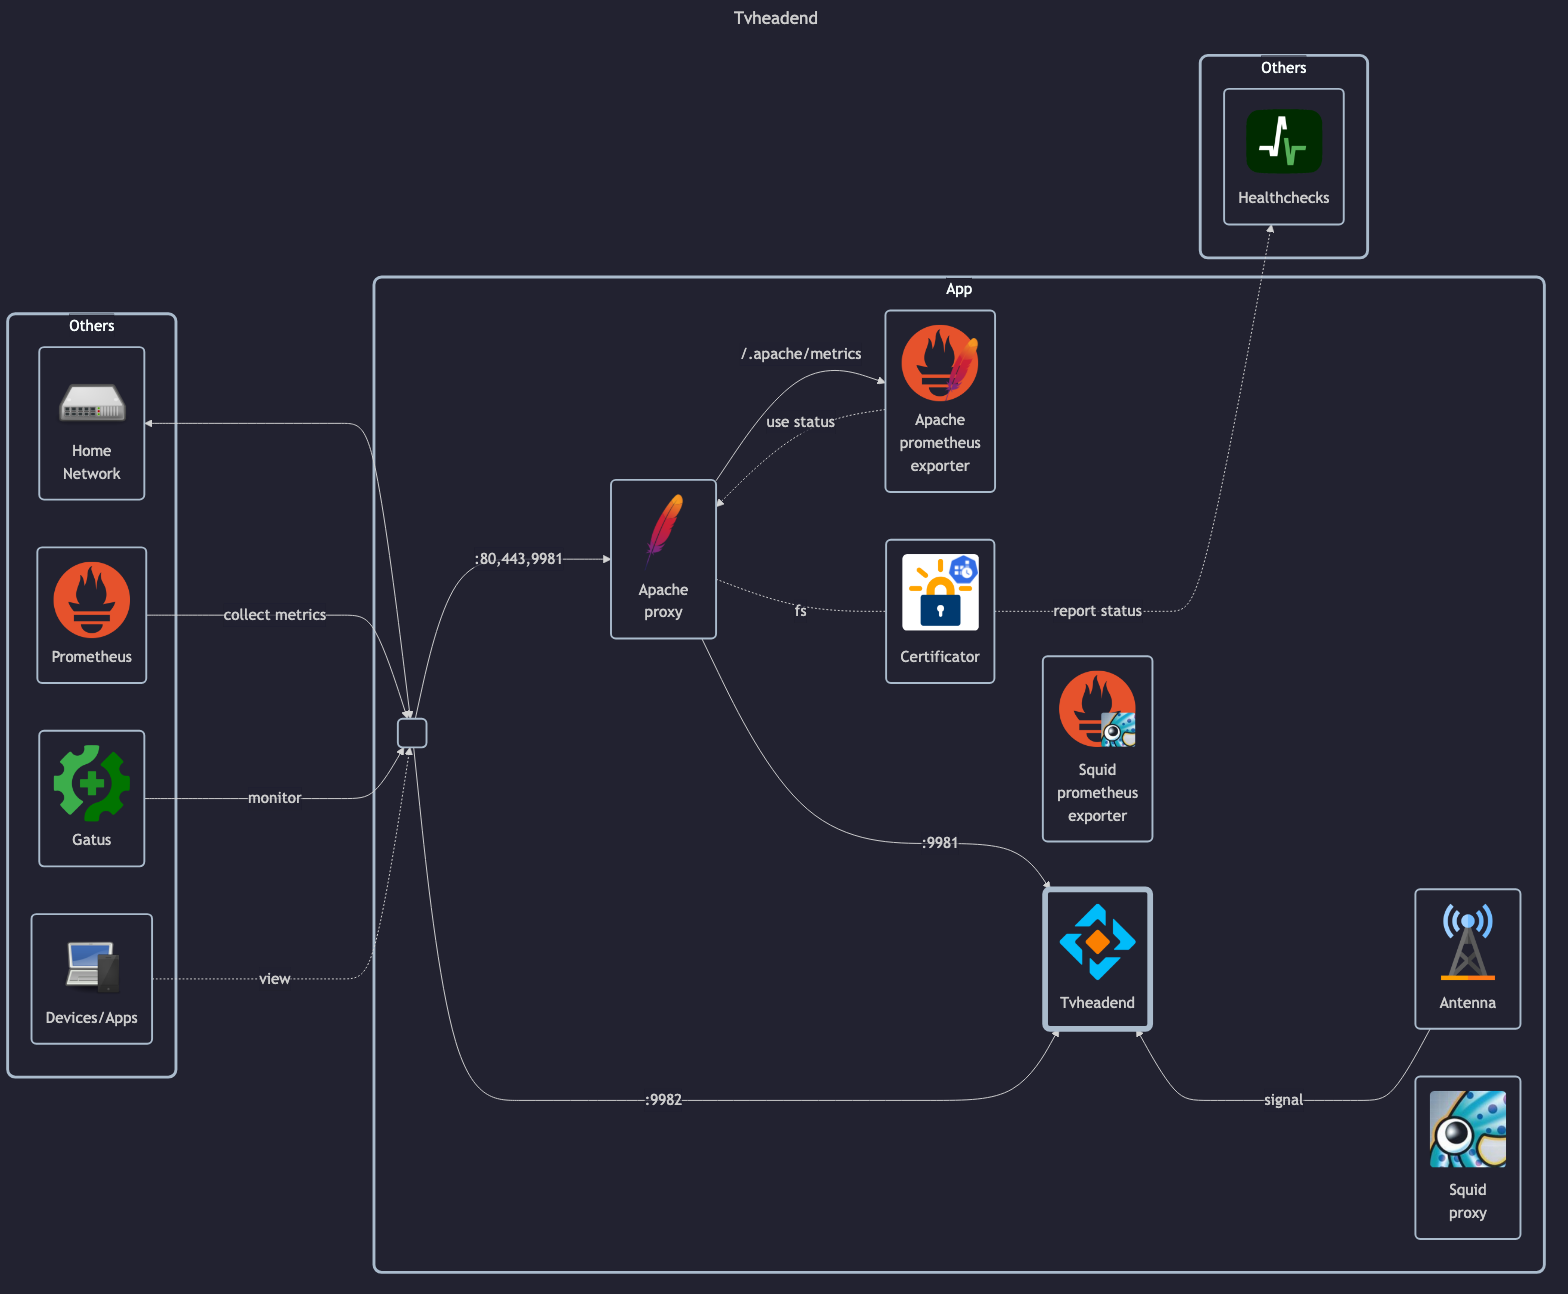 Tvheadend
Others
Healthchecks
App
Others
Home
Network
Prometheus
Gatus
Devices/Apps
collect metrics
monitor
view
:80,443,9981
Apache
proxy
/.apache/metrics
use status
Apache
prometheus
exporter
fs
Certificator
report status
Squid
prometheus
exporter
:9981
Tvheadend
Antenna
:9982
signal
Squid
proxy